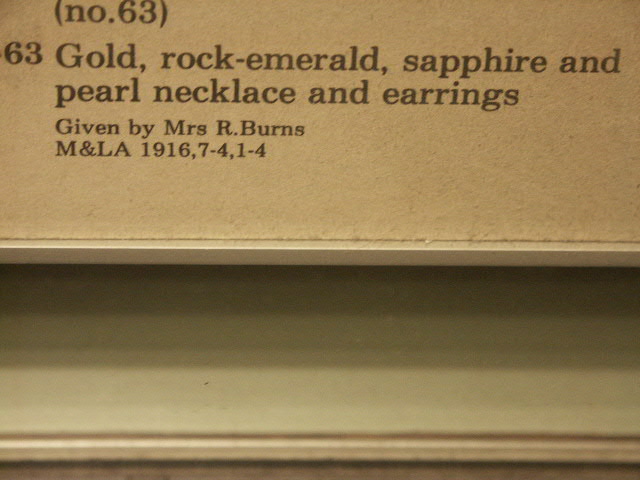 (no.63)
-63 Gold, rock-emerald, sapphire and
pearl necklace and earrings
Given by Mrs R.Burns
M&LA 1916,7-4,1-4